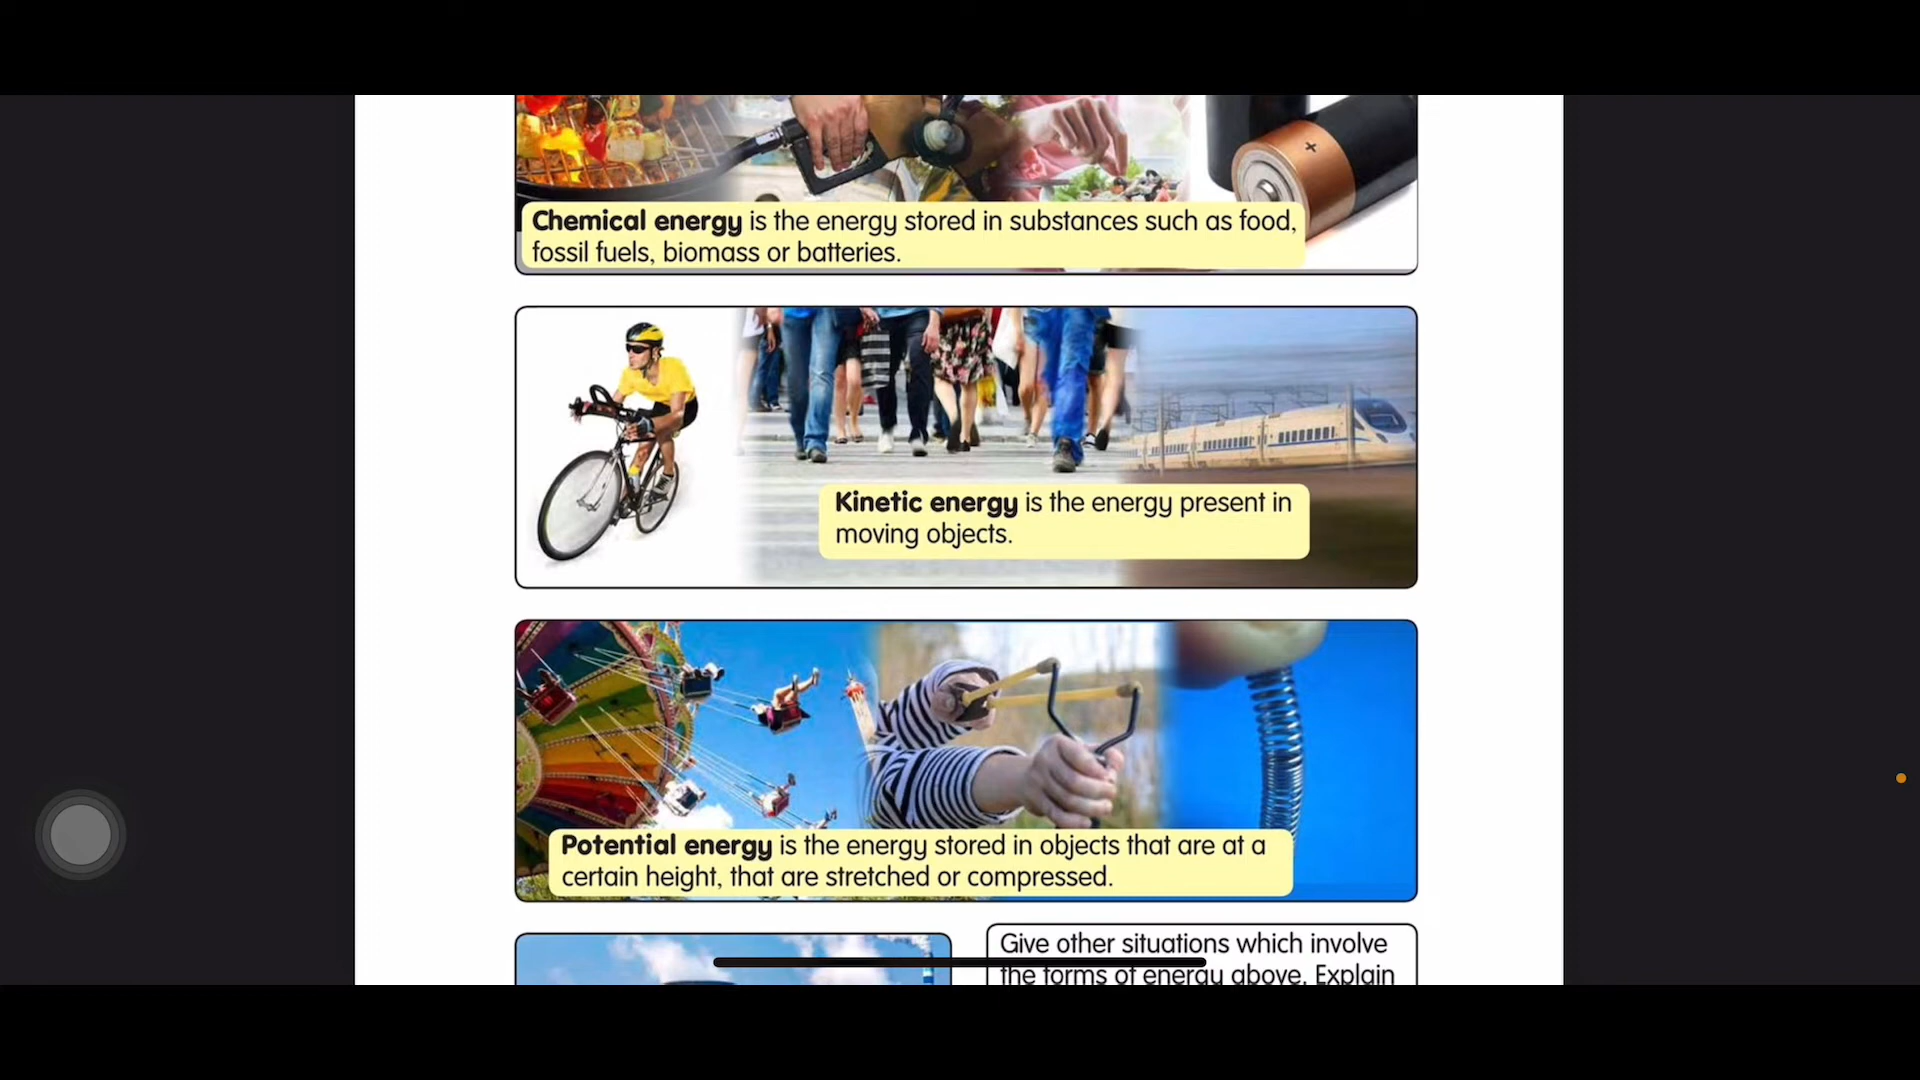 Chemical energy is the energy stored in substances such as food,
fossil fuels, biomass or batteries.
Kinetic energy is the energy present in
moving objects.
Potential energy is the energy stored in objects that are at a
certain height, that are stretched or compressed.
Give other situations which involve
the forms of energy above. Explain